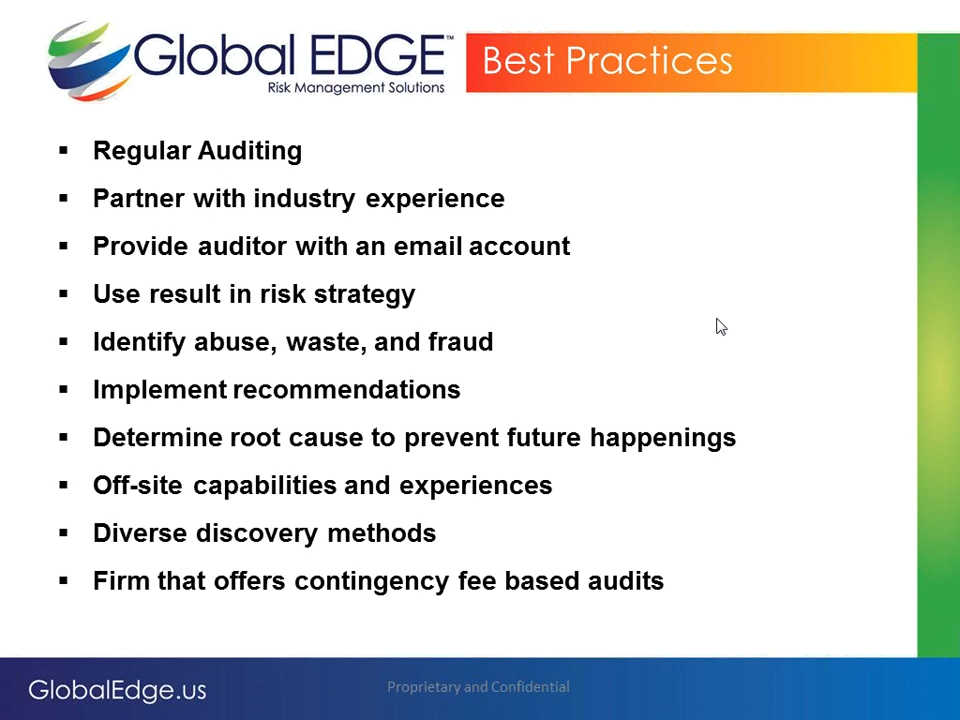 Global EDGE™
Risk Management Solutions
Best Practices
▪ Regular Auditing
▪ Partner with industry experience
▪ Provide auditor with an email account
▪ Use result in risk strategy
▪ Identify abuse, waste, and fraud
▪ Implement recommendations
▪ Determine root cause to prevent future happenings
▪ Off-site capabilities and experiences
▪ Diverse discovery methods
▪ Firm that offers contingency fee based audits
GlobalEdge.us
Proprietary and Confidential